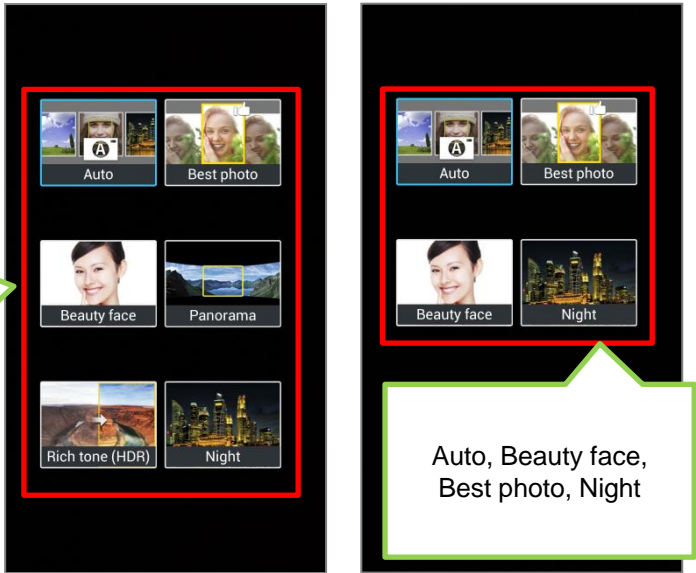 Auto
Best photo
Beauty face
Panorama
Rich tone (HDR)
Night
Auto
Best photo
Beauty face
Night
Auto, Beauty face,
Best photo, Night